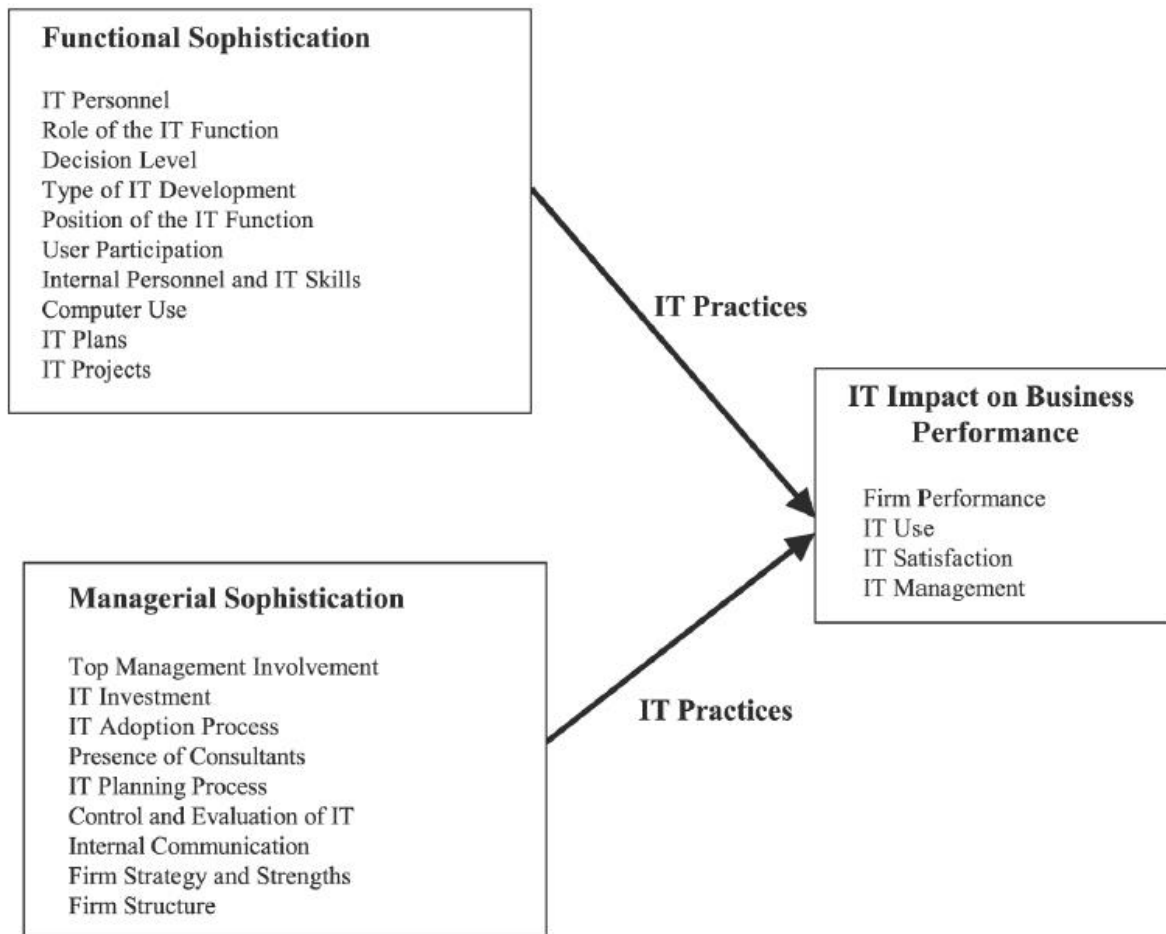 Functional Sophistication
IT Personnel
Role of the IT Function
Decision Level
Type of IT Development
Position of the IT Function
User Participation
Internal Personnel and IT Skills
Computer Use
IT Plans
IT Projects
IT Practices
IT Impact on Business
Performance
Firm Performance
IT Use
IT Satisfaction
IT Management
Managerial Sophistication
Top Management Involvement
IT Investment
IT Adoption Process
Presence of Consultants
IT Planning Process
Control and Evaluation of IT
Internal Communication
Firm Strategy and Strengths
Firm Structure
IT Practices